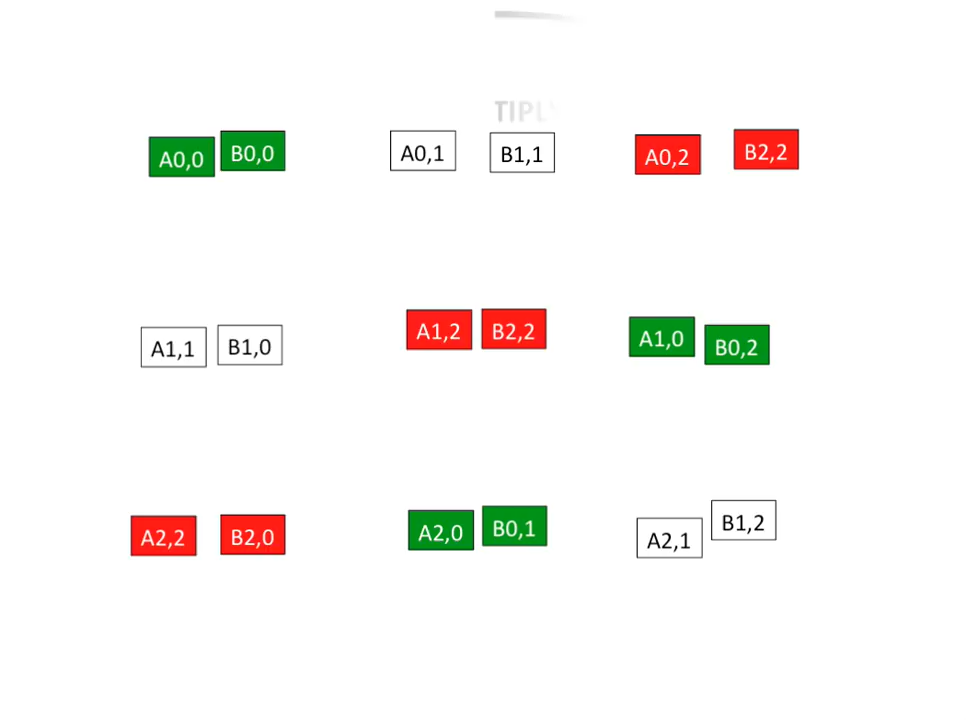 A0,0 B0,0 A0,1 B1,1 A0,2 B2,2
A1,1 B1,0 A1,2 B2,2 A1,0 B0,2
A2,2 B2,0 A2,0 B0,1 A2,1 B1,2